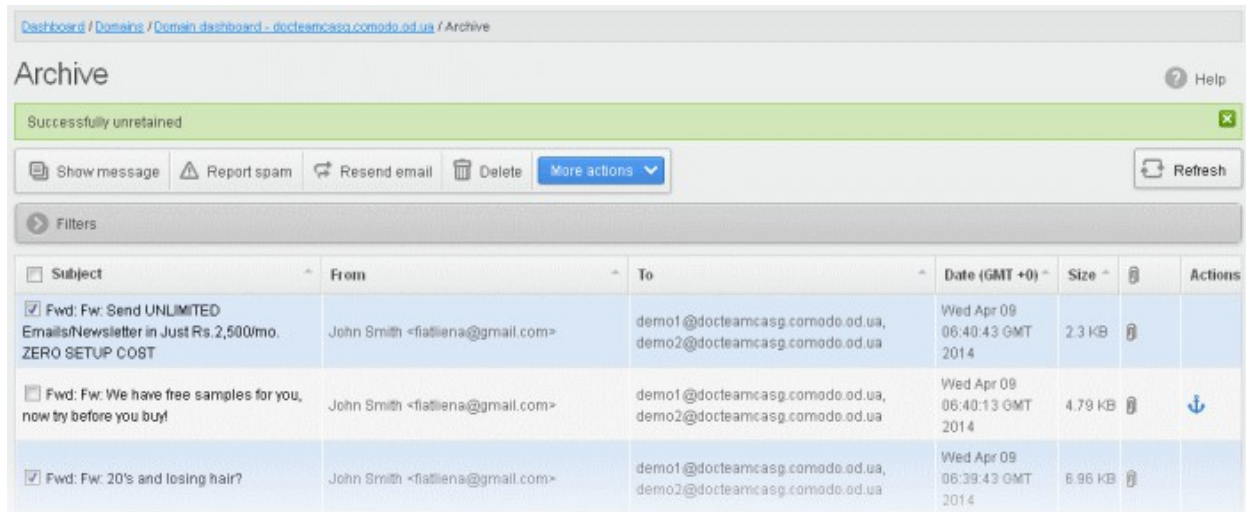 Dashboard / Domains / Domain dashboard - docteamcasg.comodo.od.ua / Archive
Archive
Help
Successfully unretained
Show message Report spam Resend email Delete More actions Refresh
Filters
Subject From To Date (GMT +0) Size Actions
Fwd: Fw: Send UNLIMITED
Emails/Newsletter in Just Rs.2,500/mo.
ZERO SETUP COST
John Smith <fiatliena@gmail.com>
demo1@docteamcasg.comodo.od.ua,
demo2@docteamcasg.comodo.od.ua
Wed Apr 09
06:40:43 GMT
2014
2.3 KB
Fwd: Fw: We have free samples for you,
now try before you buy!
John Smith <fiatliena@gmail.com>
demo1@docteamcasg.comodo.od.ua,
demo2@docteamcasg.comodo.od.ua
Wed Apr 09
06:40:13 GMT
2014
4.79 KB
Fwd: Fw: 20's and losing hair?
John Smith <fiatliena@gmail.com>
demo1@docteamcasg.comodo.od.ua,
demo2@docteamcasg.comodo.od.ua
Wed Apr 09
06:39:43 GMT
2014
6.96 KB